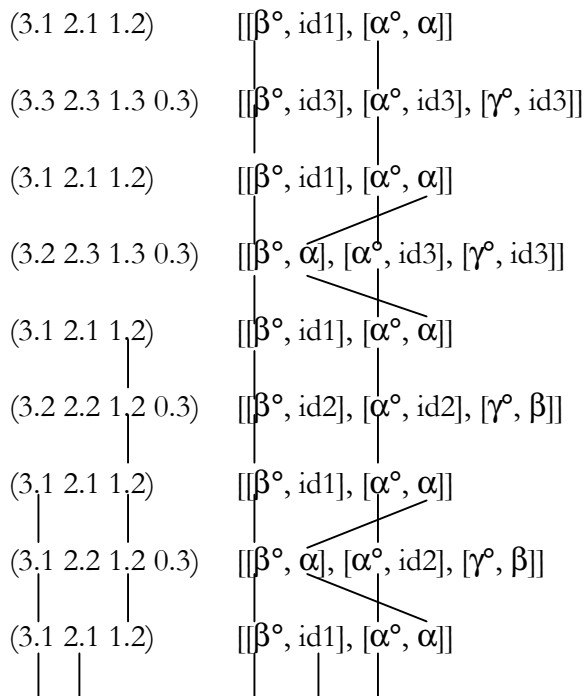 (3.1 2.1 1.2) [[β°, id1], [α°, α]]
(3.3 2.3 1.3 0.3) [[β°, id3], [α°, id3], [γ°, id3]]
(3.1 2.1 1.2) [[β°, id1], [α°, α]]
(3.2 2.3 1.3 0.3) [[β°, α], [α°, id3], [γ°, id3]]
(3.1 2.1 1.2) [[β°, id1], [α°, α]]
(3.2 2.2 1.2 0.3) [[β°, id2], [α°, id2], [γ°, β]
(3.1 2.1 1.2) [[β°, id1], [α°, α]]
(3.1 2.2 1.2 0.3) [[β°, α], [α°, id2], [γ°, β]]
(3.1 2.1 1.2) [[β°, id1], [α°, α]]